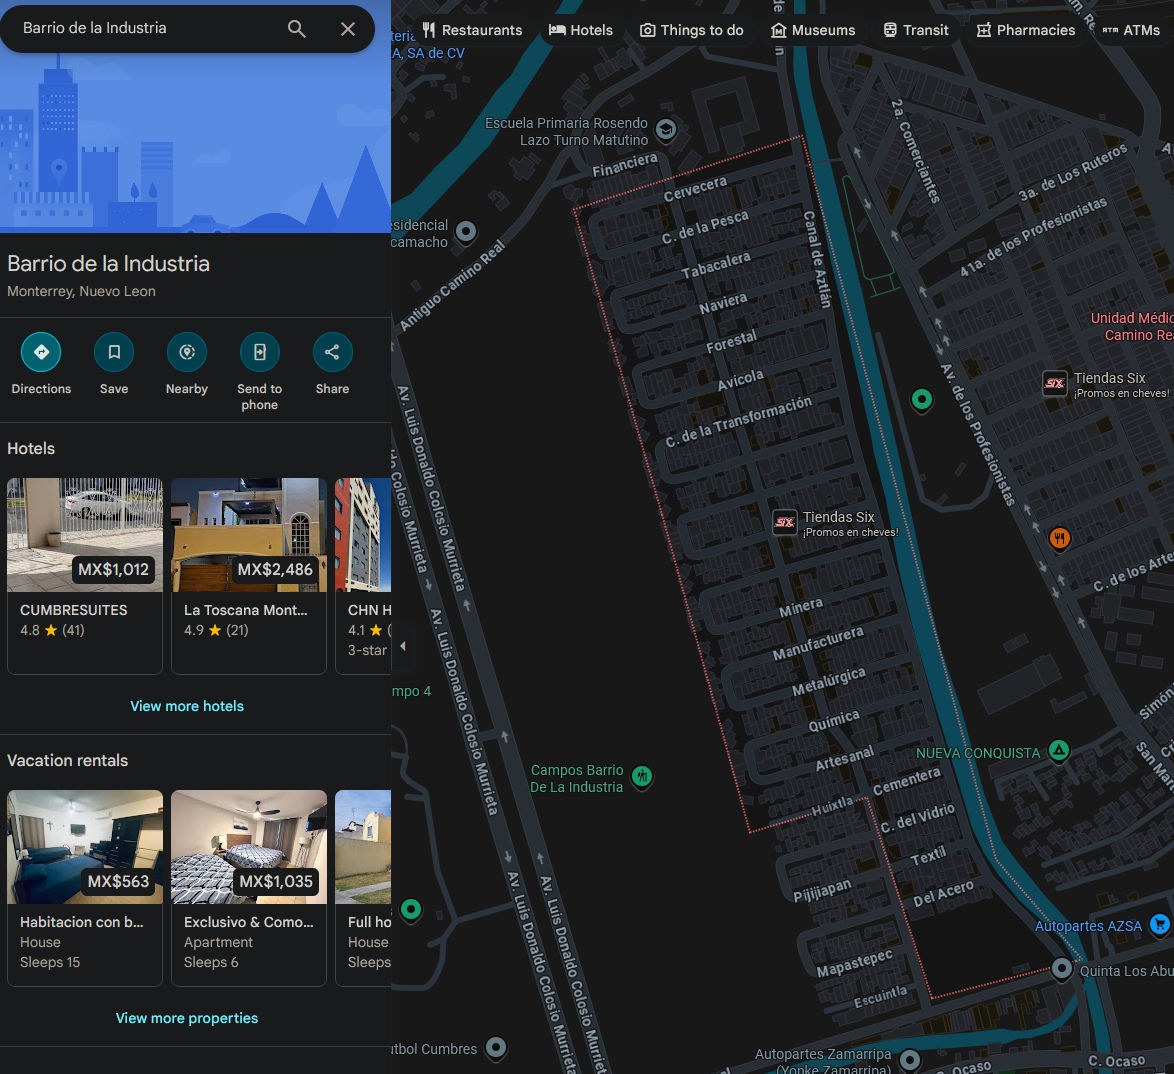 Barrio de la Industria
Restaurants
Hotels
Things to do
Museums
Transit
Pharmacies
ATMs
A, SA de CV
Barrio de la Industria
Monterrey, Nuevo Leon
Directions
Save
Nearby
Send to
phone
Share
Hotels
MX$1,012
CUMBRESUITES
4.8 (41)
MX$2,486
La Toscana Mont...
4.9 (21)
CHN H
4.1
3-star
View more hotels
Vacation rentals
MX$563
Habitacion con b...
House
Sleeps 15
MX$1,035
Exclusivo & Como...
Apartment
Sleeps 6
Full ho
House
Sleeps
View more properties
Escuela Primaria Rosendo
Lazo Turno Matutino
Financiera
Cervecera
C. de la Pesca
Tabacalera
Naviera
Forestal
Avícola
C. de la Transformación
Canal de Aztlán
2a. Comerciantes
3a. de Los Ruteros
41a. de los Profesionistas
Unidad Médic
Camino Re
Tiendas Six
¡Promos en cheves!
Av. de los Profesionistas
sidencial
camacho
Antiguo Camino Real
Av. Luis Donaldo Colosio Murrieta
do Colosio Murrieta
Tiendas Six
¡Promos en cheves!
C. de los Arte
Minera
Manufacturera
Metalúrgica
Química
Artesanal
Cementera
Huixtla
C. del Vidrio
Textil
Del Acero
Pijijiapan
Mapastepec
Escuintla
mpo 4
Av. Luis Donaldo Colosio Murrieta
Campos Barrio
De La Industria
NUEVA CONQUISTA
Simón
San Mar
Autopartes AZSA
Quinta Los Abu
Av. Luis Donaldo Colosio Murrieta
Av. Luis Donaldo Colosio Murrieta
utbol Cumbres
Autopartes Zamarripa
(Yonke Zamarripa)
Ocaso
C. Ocaso